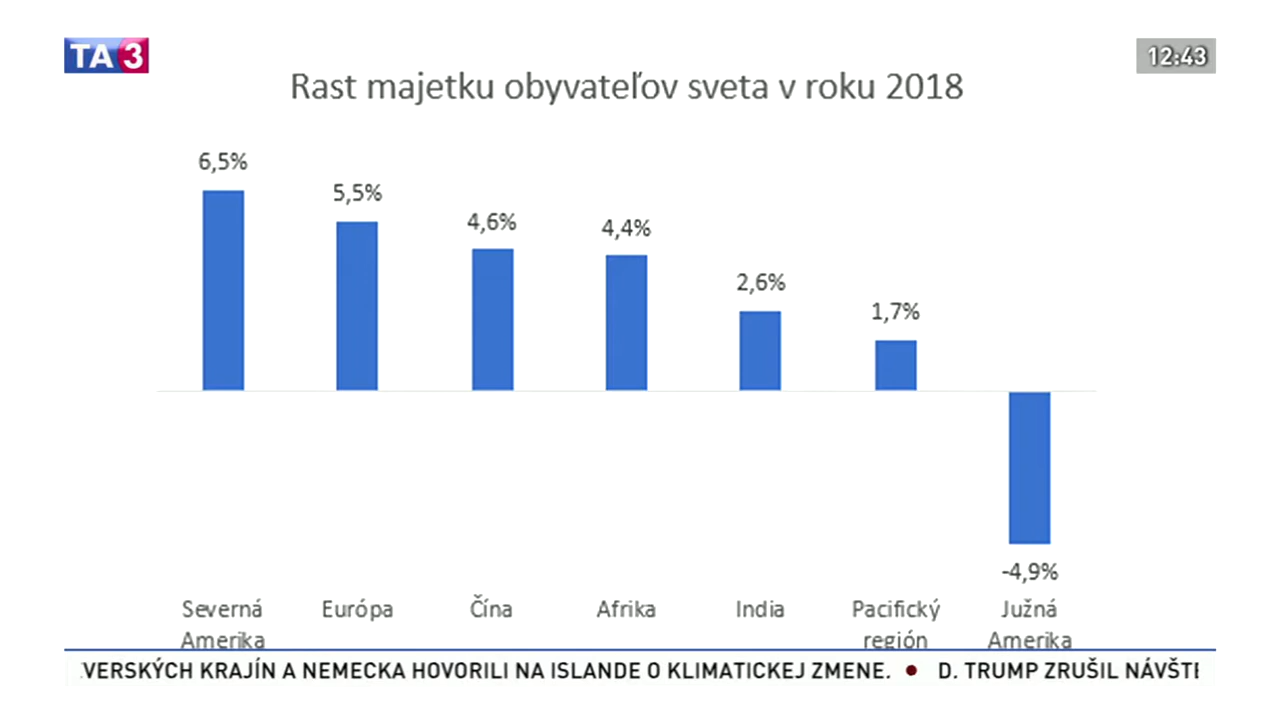 TA3
12:43
Rast majetku obyvateľov sveta v roku 2018
6,5%
5,5%
4,6%
4,4%
2,6%
1,7%
-4,9%
Severná Amerika
Európa
Čína
Afrika
India
Pacifický región
Južná Amerika
VERSKÝCH KRAJÍN A NEMECKA HOVORILI NA ISLANDE O KLIMATICKEJ ZMENE. ● D. TRUMP ZRUŠIL NÁVŠTE